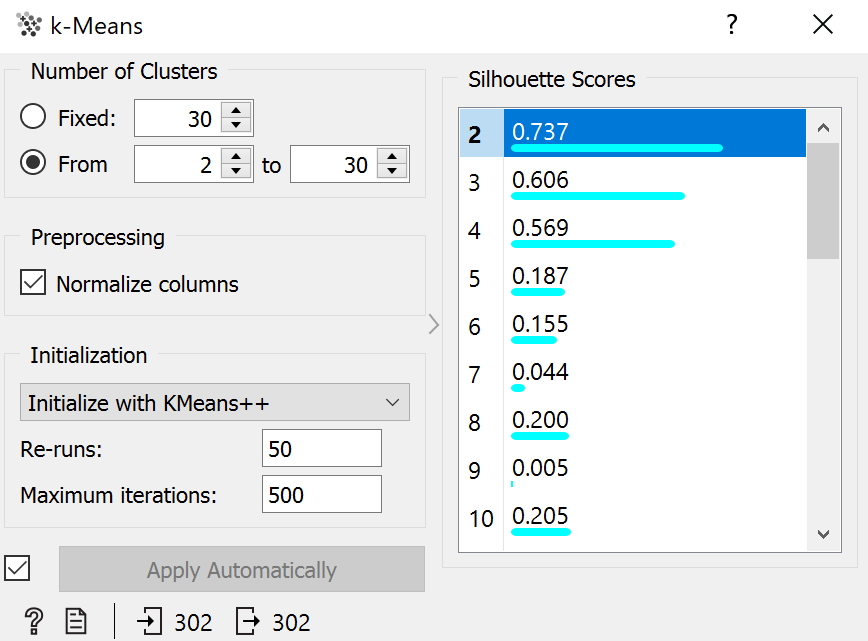 k-Means
?
Number of Clusters
Fixed: 30
From 2 to 30
Preprocessing
Normalize columns
Initialization
Initialize with KMeans++
Re-runs: 50
Maximum iterations: 500
Apply Automatically
? 302 302
Silhouette Scores
2 0.737
3 0.606
4 0.569
5 0.187
6 0.155
7 0.044
8 0.200
9 0.005
10 0.205